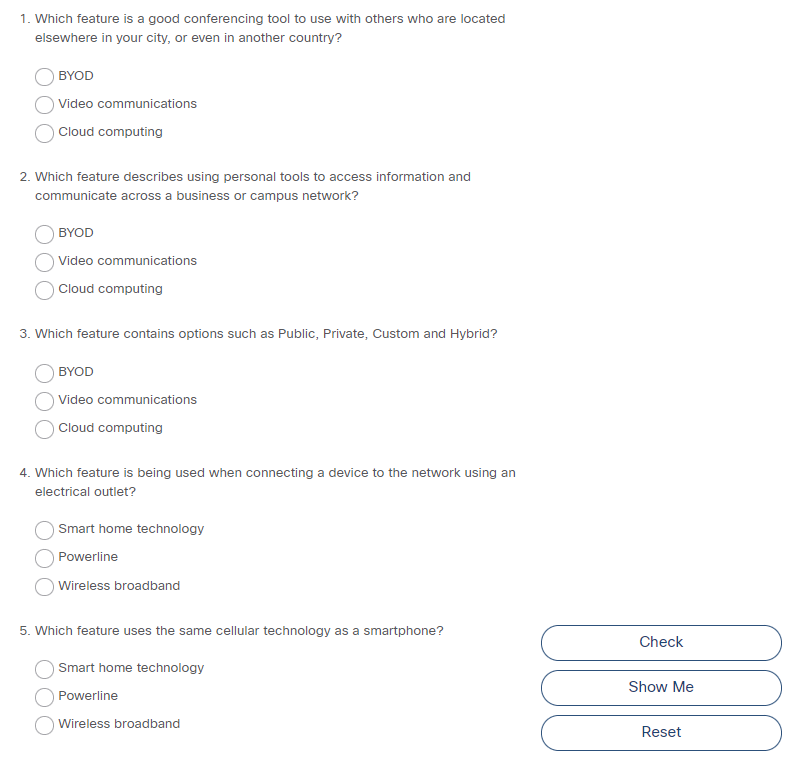 1. Which feature is a good conferencing tool to use with others who are located
elsewhere in your city, or even in another country?
BYOD
Video communications
Cloud computing
2. Which feature describes using personal tools to access information and
communicate across a business or campus network?
BYOD
Video communications
Cloud computing
3. Which feature contains options such as Public, Private, Custom and Hybrid?
BYOD
Video communications
Cloud computing
4. Which feature is being used when connecting a device to the network using an
electrical outlet?
Smart home technology
Powerline
Wireless broadband
5. Which feature uses the same cellular technology as a smartphone?
Smart home technology
Powerline
Wireless broadband
Check
Show Me
Reset